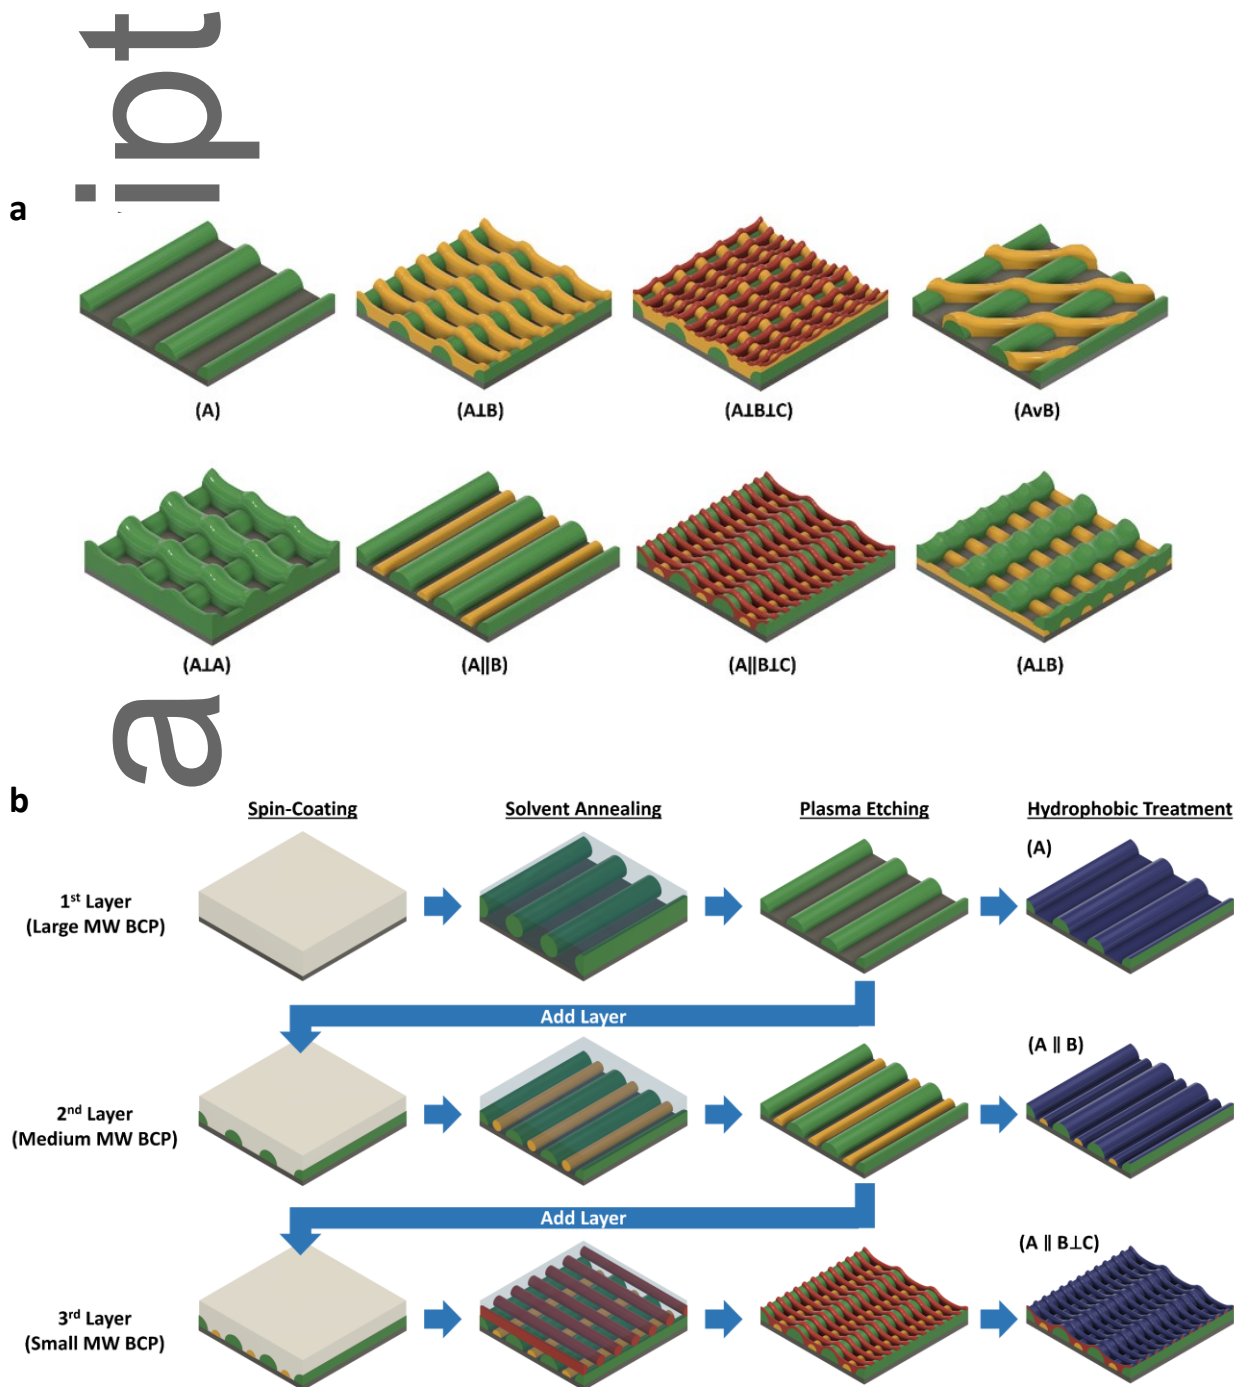 ipt
a
(A)
(A⊥B)
(A⊥B⊥C)
(AvB)
(A⊥A)
(A∥B)
(A∥B⊥C)
(A⊥B)
a
b
Spin-Coating
Solvent Annealing
Plasma Etching
Hydrophobic Treatment
1st Layer
(Large MW BCP)
(A)
Add Layer
2nd Layer
(Medium MW BCP)
(A ∥ B)
Add Layer
3rd Layer
(Small MW BCP)
(A ∥ B⊥C)